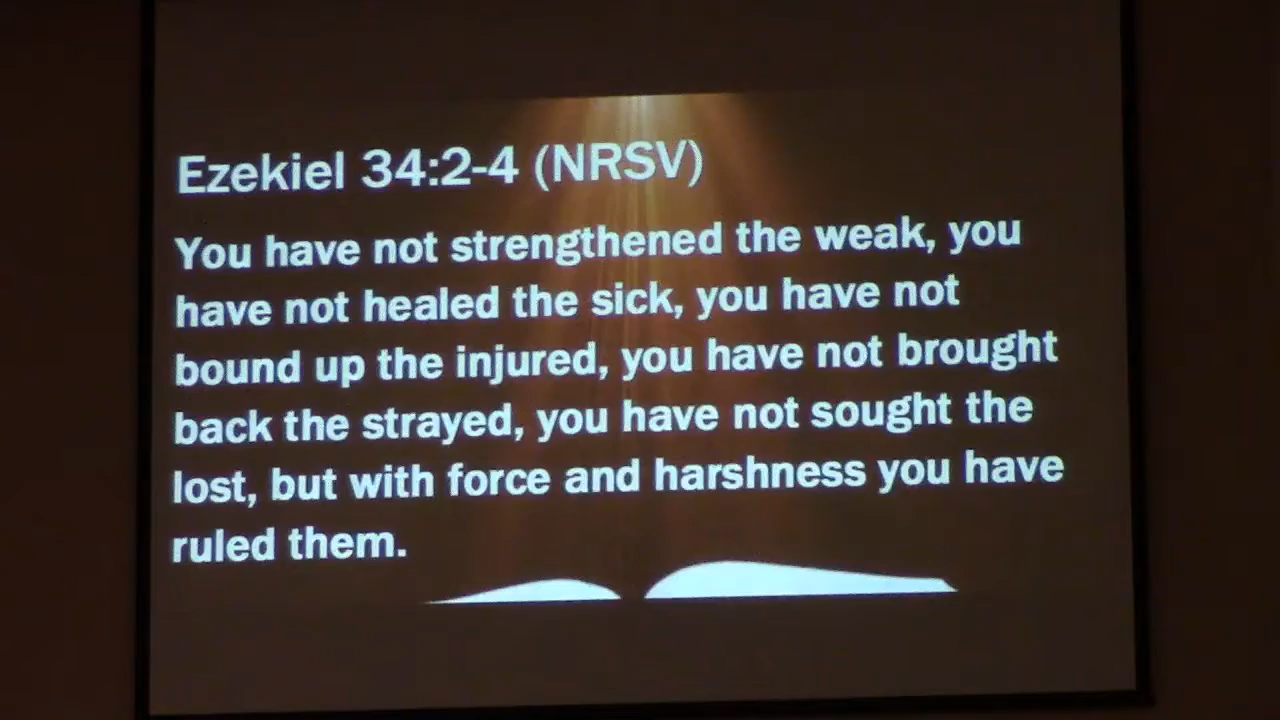 Ezekiel 34:2-4 (NRSV)
You have not strengthened the weak, you
have not healed the sick, you have not
bound up the injured, you have not brought
back the strayed, you have not sought the
lost, but with force and harshness you have
ruled them.